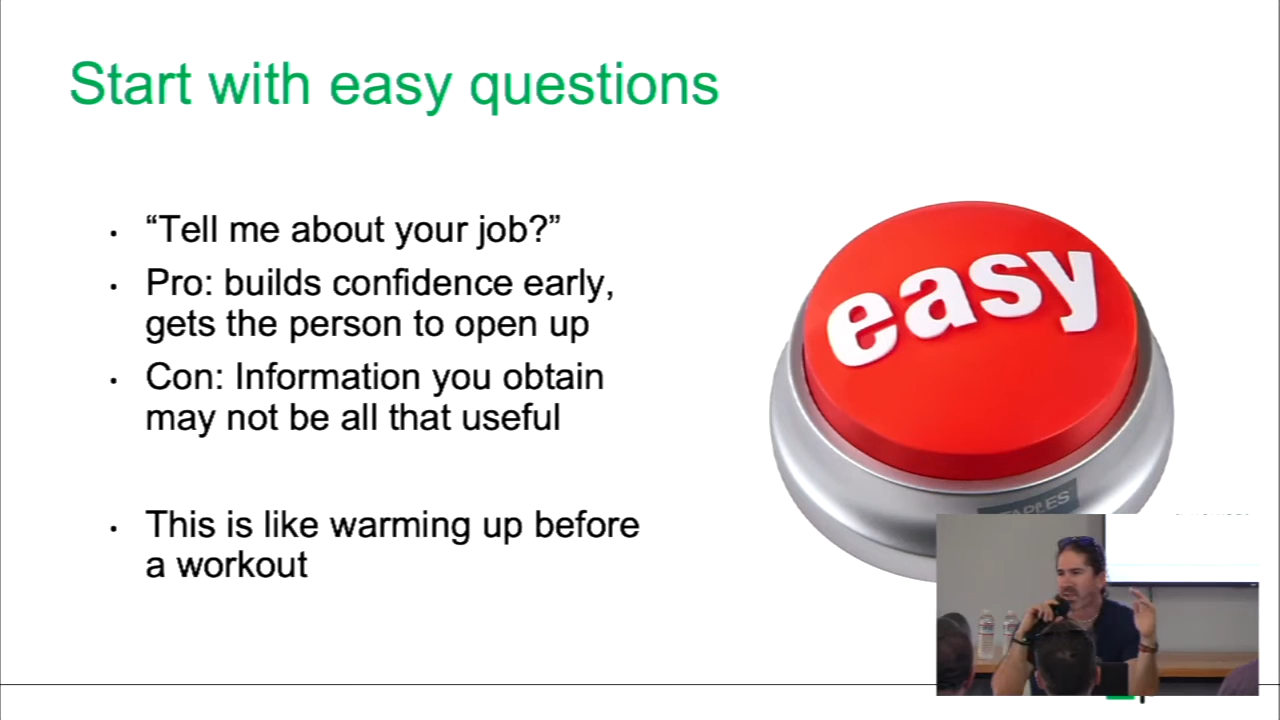 Start with easy questions
“Tell me about your job?”
Pro: builds confidence early,
gets the person to open up
Con: Information you obtain
may not be all that useful
This is like warming up before
a workout
easy
STAPLES